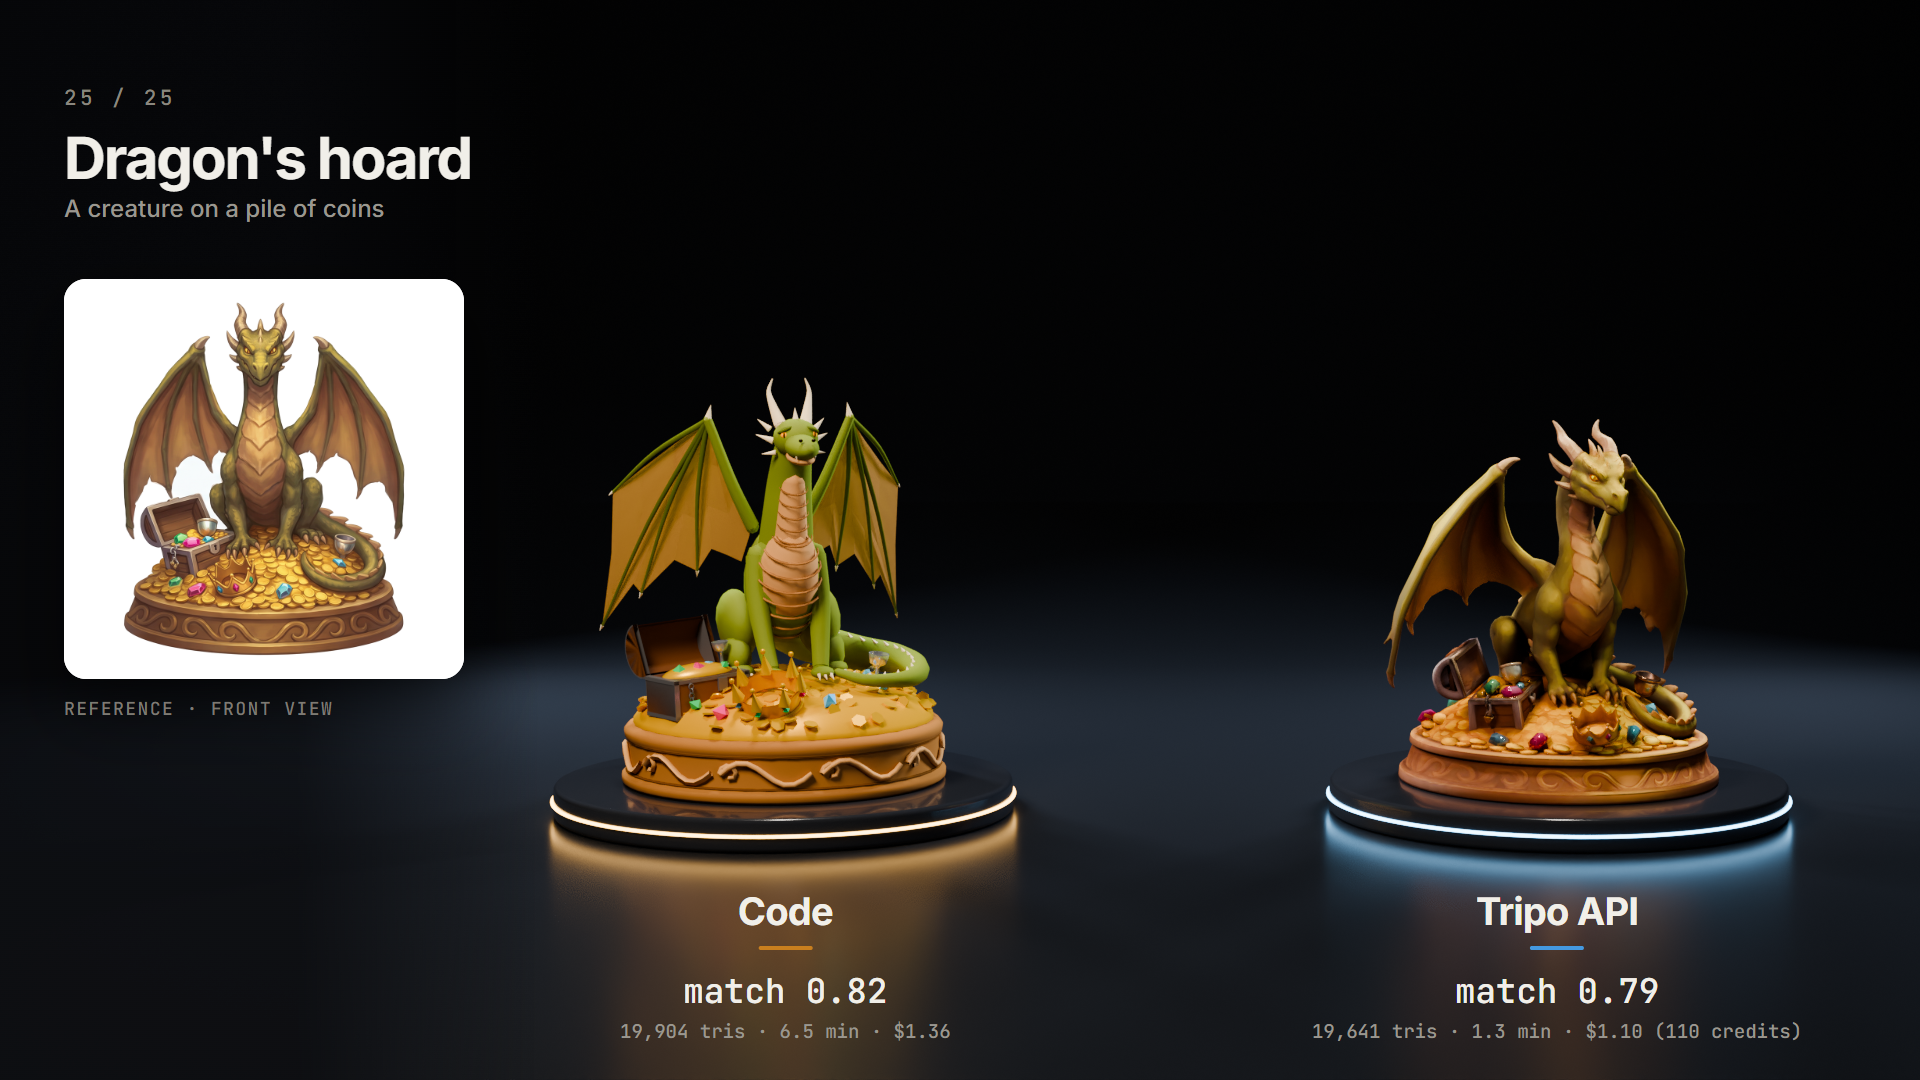 25 / 25
Dragon's hoard
A creature on a pile of coins
REFERENCE · FRONT VIEW
Code
match 0.82
19,904 tris · 6.5 min · $1.36
Tripo API
match 0.79
19,641 tris · 1.3 min · $1.10 (110 credits)